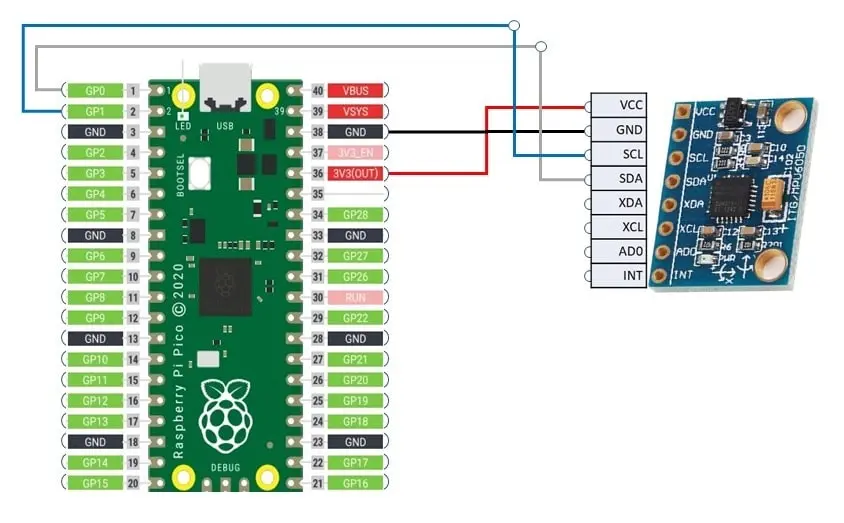 GP0 1 1 40 VBUS
GP1 2 2 39 39 VSYS
LED USB
GND 3 38 GND
GP2 4 37 3V3_EN
GP3 5 36 3V3(OUT)
BOOTSEL
GP4 6 35
GP5 7 34 GP28
GND 8 33 GND
GP6 9 32 GP27
GP7 10 31 GP26
GP8 11 30 RUN
GP9 12 29 GP22
GND 13 28 GND
GP10 14 27 GP21
GP11 15 26 GP20
GP12 16 25 GP19
GP13 17 24 GP18
GND 18 23 GND
GP14 19 22 GP17
GP15 20 21 GP16
Raspberry Pi Pico © 2020
DEBUG
VCC
GND
SCL
SDA
XDA
XCL
AD0
INT
VCC
GND
SCL
SDA
XDA
XCL
ADO
INT
ITG/MPU6050